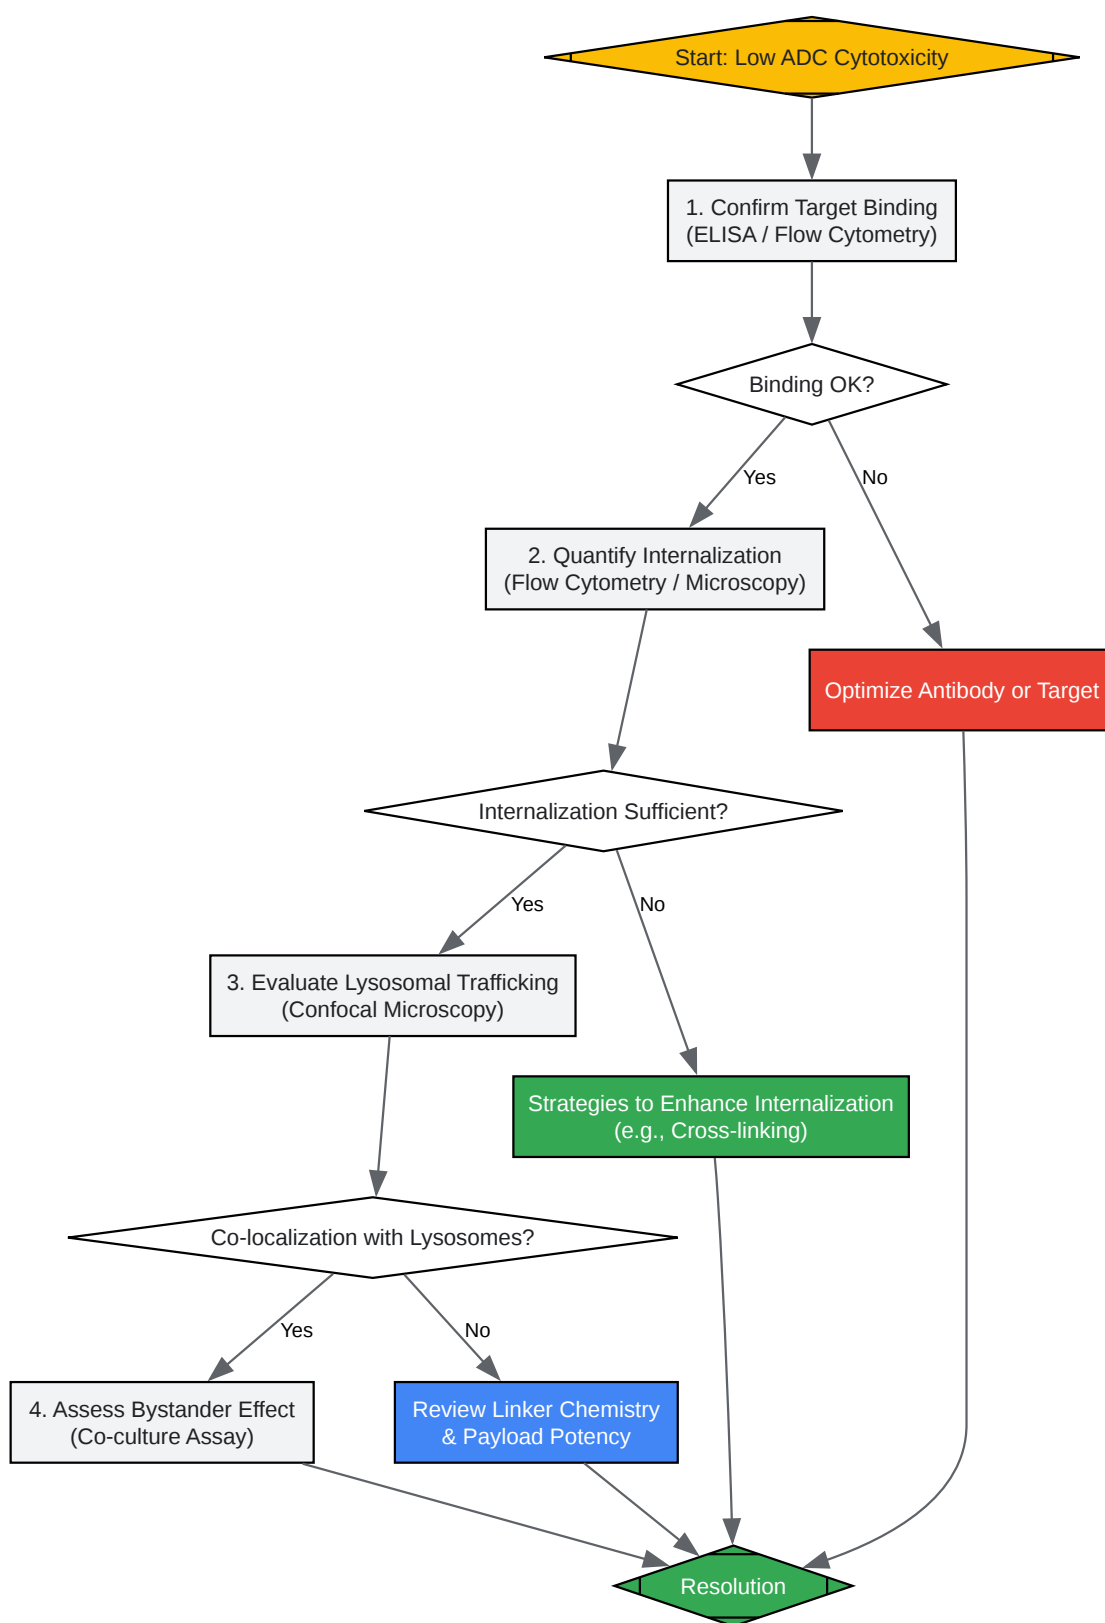 Start: Low ADC Cytotoxicity
1. Confirm Target Binding
(ELISA / Flow Cytometry)
Binding OK?
Yes
No
2. Quantify Internalization
(Flow Cytometry / Microscopy)
Optimize Antibody or Target
Internalization Sufficient?
Yes
No
3. Evaluate Lysosomal Trafficking
(Confocal Microscopy)
Strategies to Enhance Internalization
(e.g., Cross-linking)
Co-localization with Lysosomes?
Yes
No
4. Assess Bystander Effect
(Co-culture Assay)
Review Linker Chemistry
& Payload Potency
Resolution